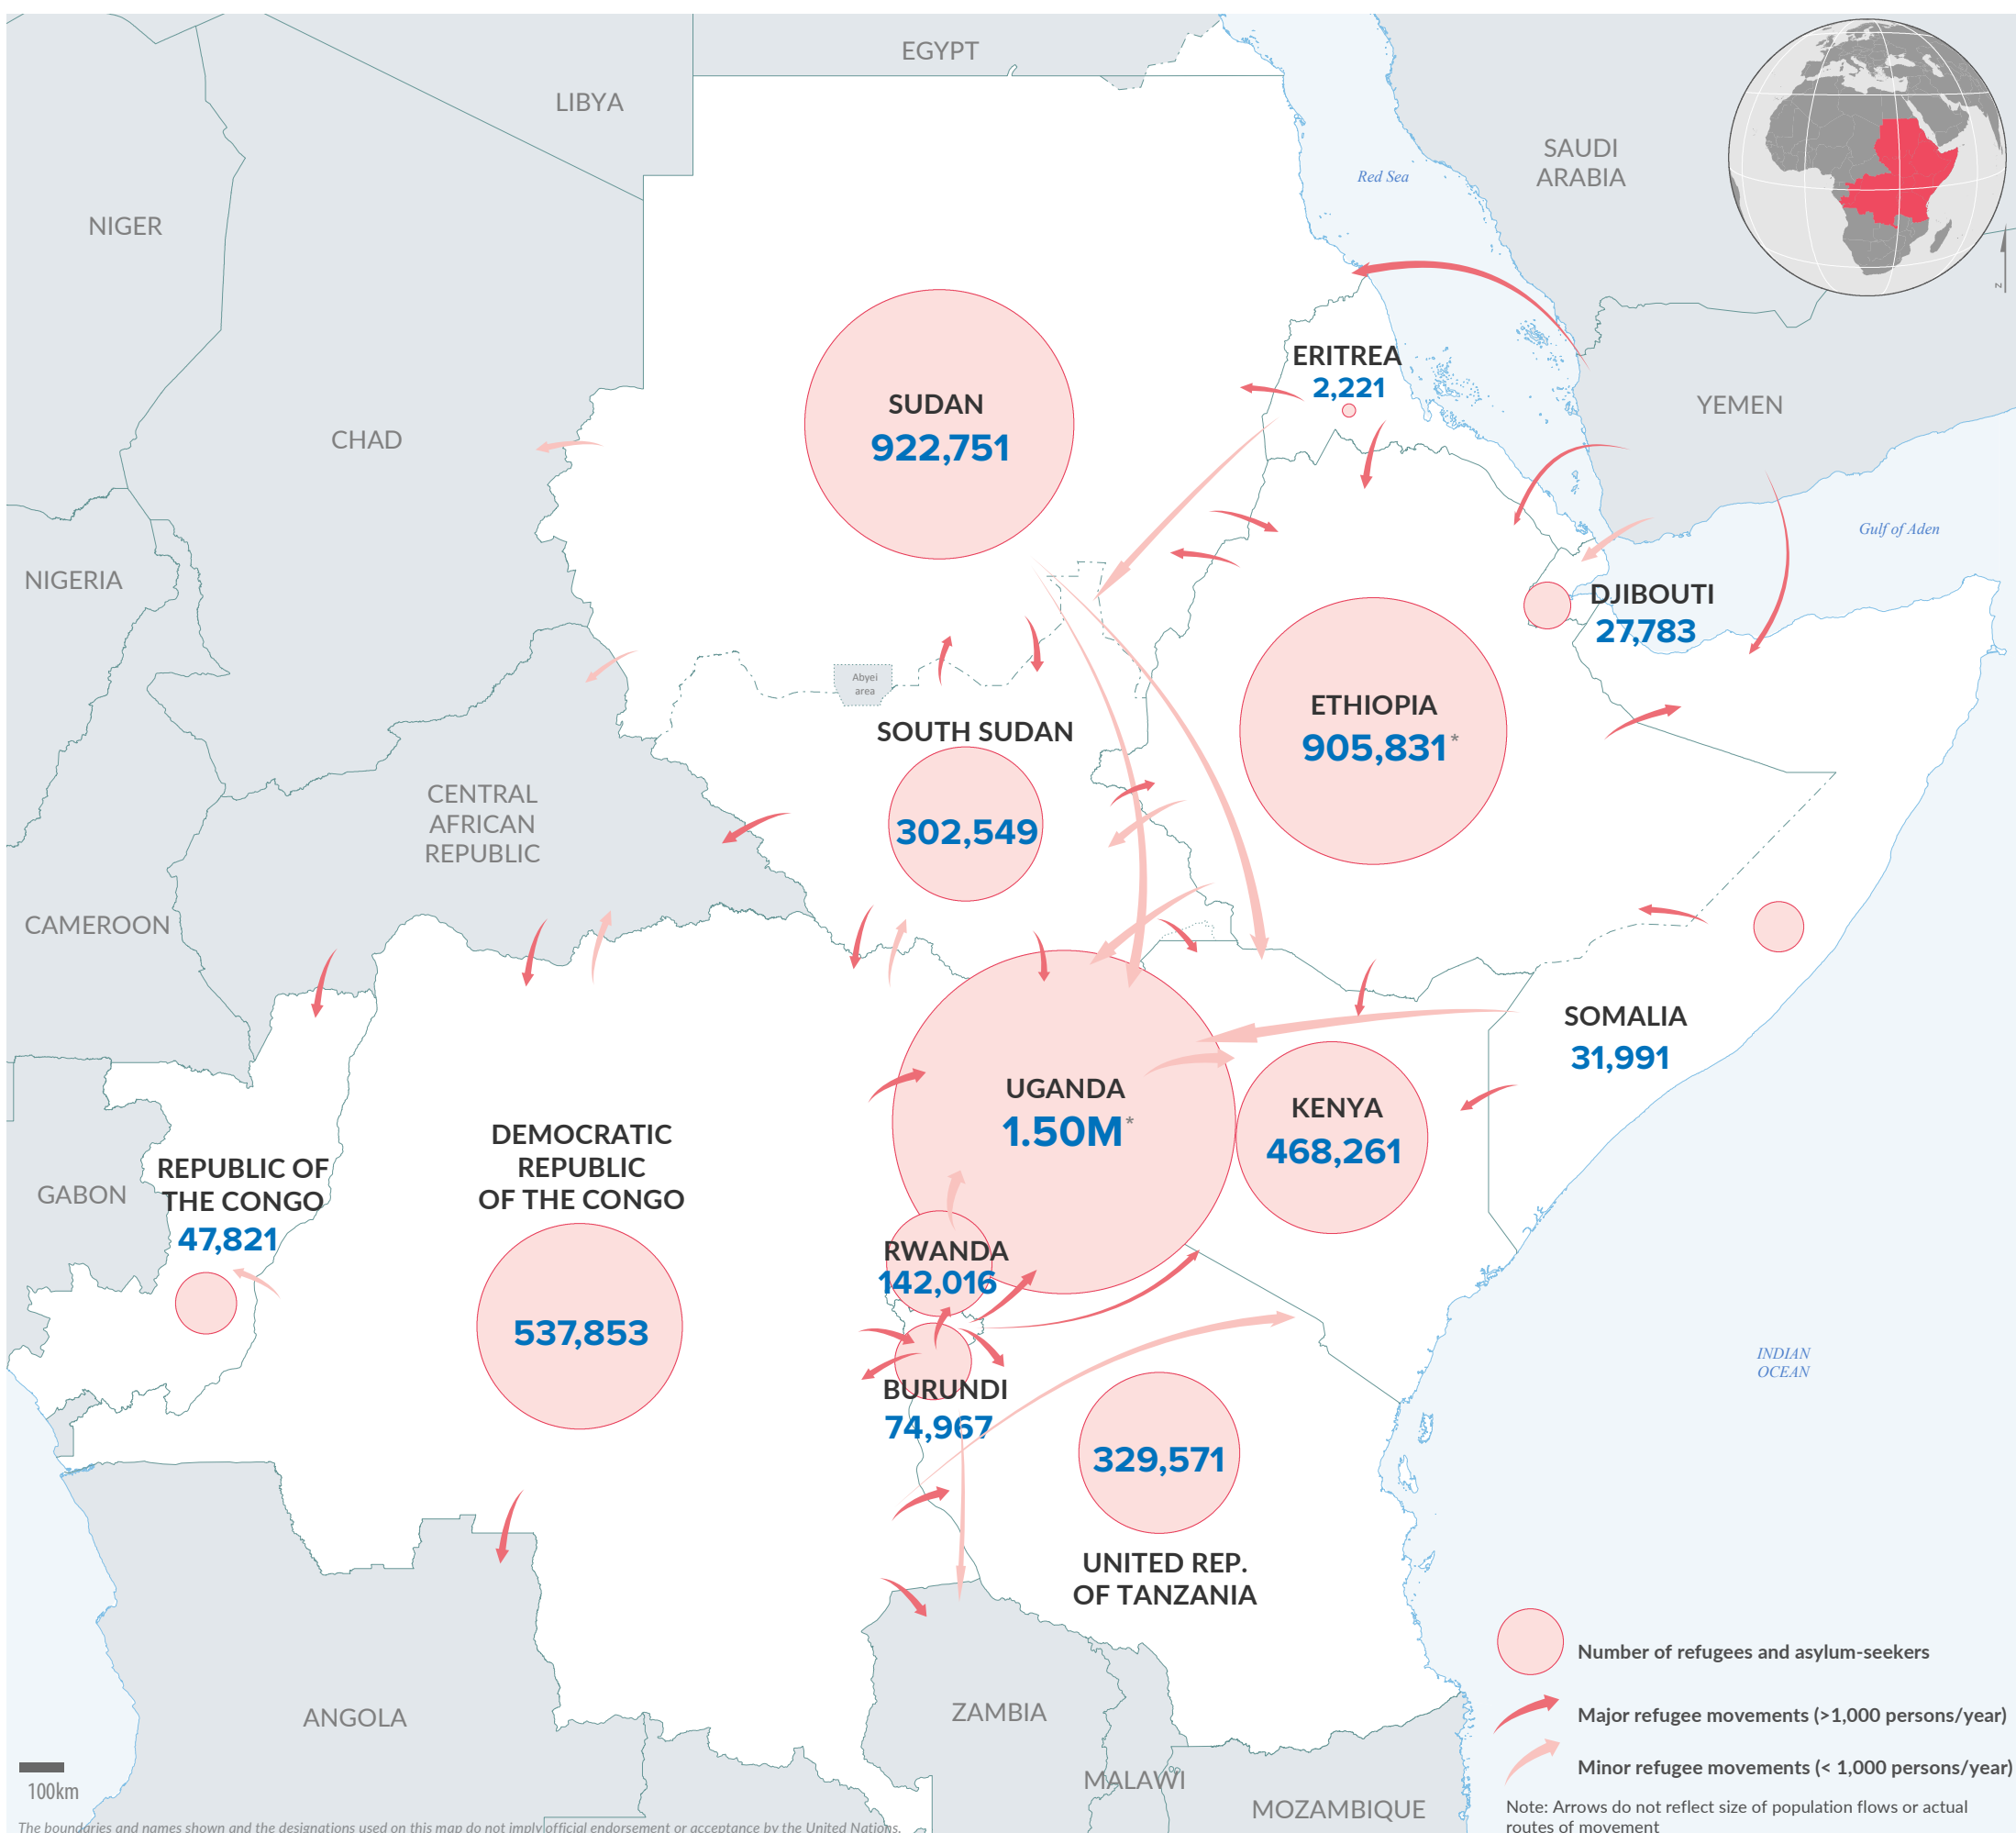 EGYPT
LIBYA
SAUDI
ARABIA
Red Sea
NIGER
N
ERITREA
2,221
SUDAN
922,751
YEMEN
CHAD
Gulf of Aden
NIGERIA
DJIBOUTI
27,783
Abyei
area
ETHIOPIA
905,831*
SOUTH SUDAN
302,549
CENTRAL
AFRICAN
REPUBLIC
CAMEROON
SOMALIA
31,991
UGANDA
1.50M*
KENYA
468,261
DEMOCRATIC
REPUBLIC
OF THE CONGO
537,853
REPUBLIC OF
THE CONGO
47,821
GABON
RWANDA
142,016
BURUNDI
74,967
INDIAN
OCEAN
329,571
UNITED REP.
OF TANZANIA
ANGOLA
ZAMBIA
MALAWI
MOZAMBIQUE
Number of refugees and asylum-seekers
Major refugee movements (>1,000 persons/year)
Minor refugee movements (< 1,000 persons/year)
Note: Arrows do not reflect size of population flows or actual
routes of movement
100km
The boundaries and names shown and the designations used on this map do not imply official endorsement or acceptance by the United Nations.